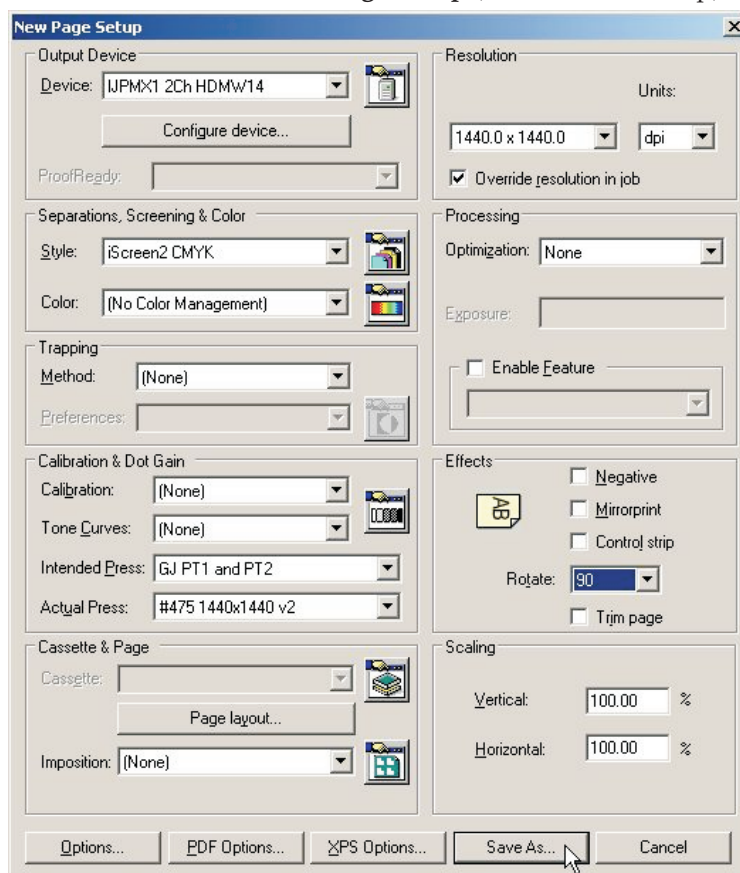 New Page Setup
Output Device
Device: IJPMX1 2Ch HDMW14
Configure device...
ProofReady:
Separations, Screening & Color
Style: iScreen2 CMYK
Color: (No Color Management)
Trapping
Method: (None)
Preferences:
Calibration & Dot Gain
Calibration: (None)
Tone Curves: (None)
Intended Press: GJ PT1 and PT2
Actual Press: #475 1440x1440 v2
Cassette & Page
Cassette:
Page layout...
Imposition: (None)
Resolution
Units:
1440.0 x 1440.0 dpi
Override resolution in job
Processing
Optimization: None
Exposure:
Enable Feature
Effects
Negative
AB
Mirrorprint
Control strip
Rotate: 90
Trim page
Scaling
Vertical: 100.00 %
Horizontal: 100.00 %
Options... PDF Options... XPS Options... Save As... Cancel